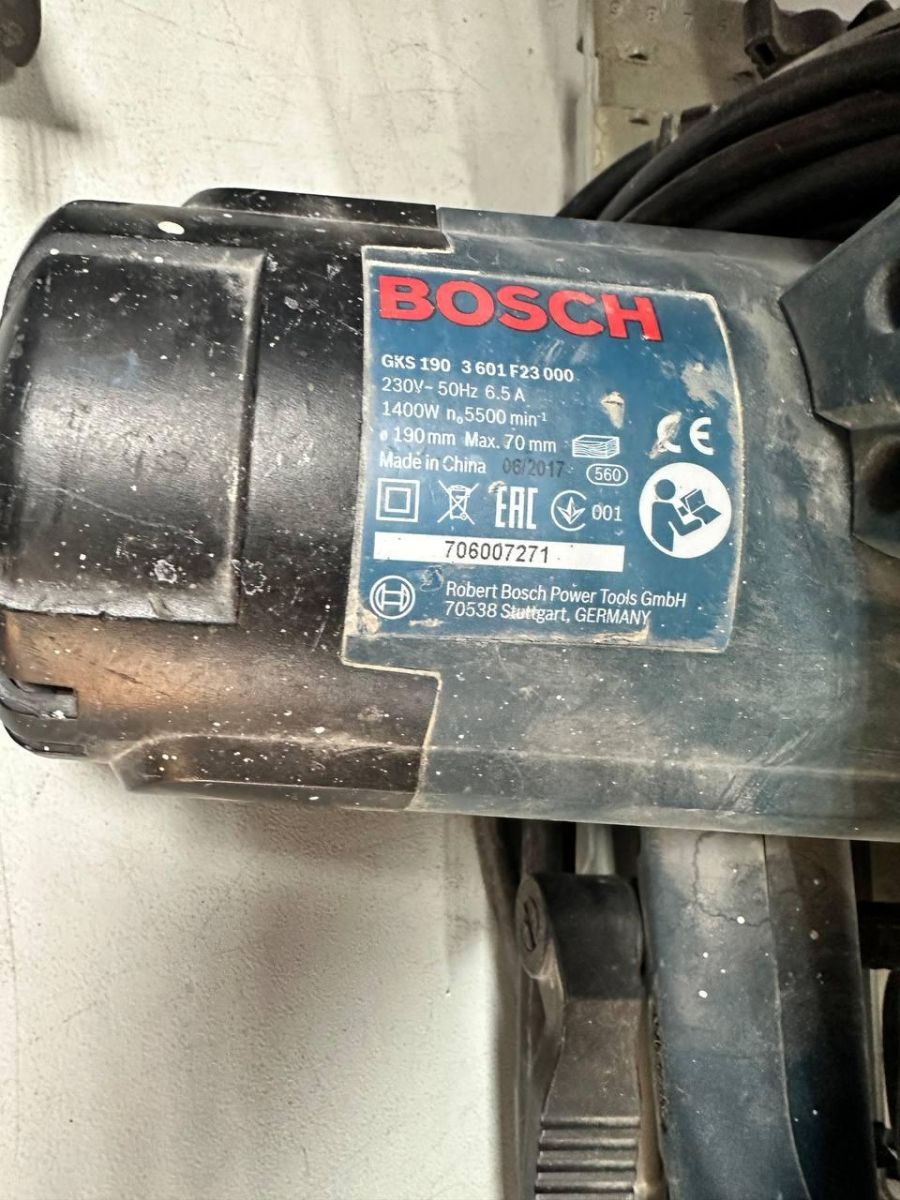 BOSCH
GKS 190 3 601 F23 000
230V~ 50Hz 6.5 A
1400W n₀5500 min⁻¹
ø 190 mm Max. 70 mm
Made in China 06/2017 560
CE
EAC 001
706007271
Robert Bosch Power Tools GmbH
70538 Stuttgart, GERMANY